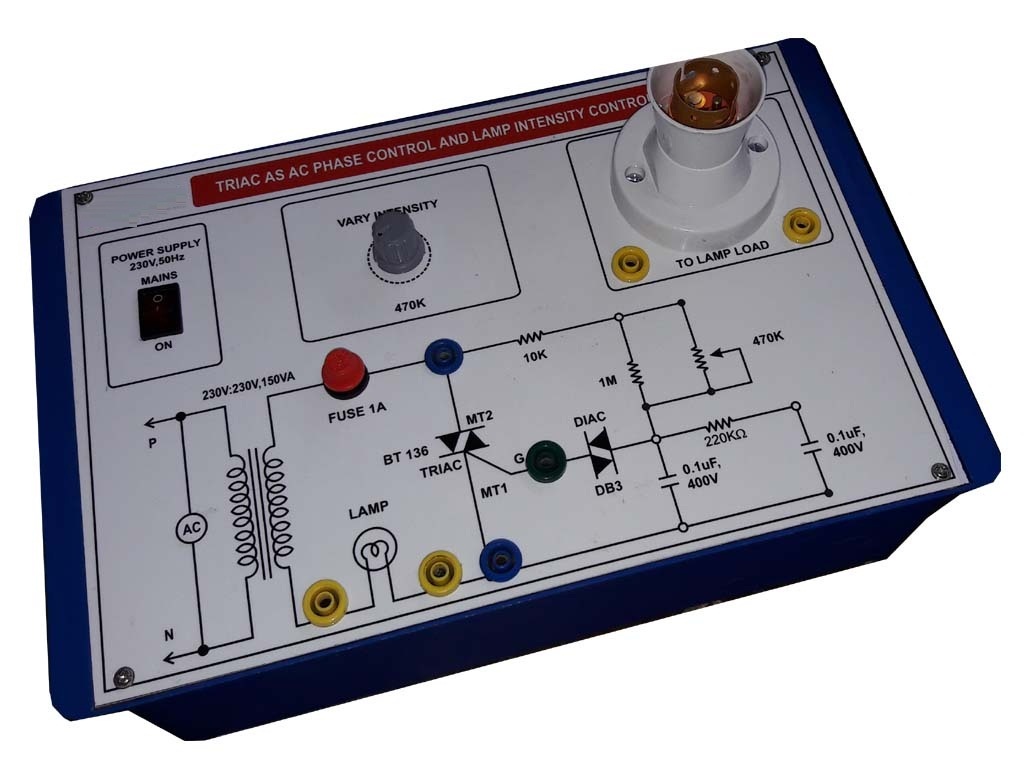 TRIAC AS AC PHASE CONTROL AND LAMP INTENSITY CONTRO
POWER SUPPLY
230V,50Hz
MAINS
ON
VARY INTENSITY
470K
TO LAMP LOAD
230V:230V,150VA
FUSE 1A
10K
1M
470K
P
AC
N
MT2
BT 136
TRIAC
MT1
G
DIAC
DB3
220KΩ
0.1uF,
400V
0.1uF,
400V
LAMP